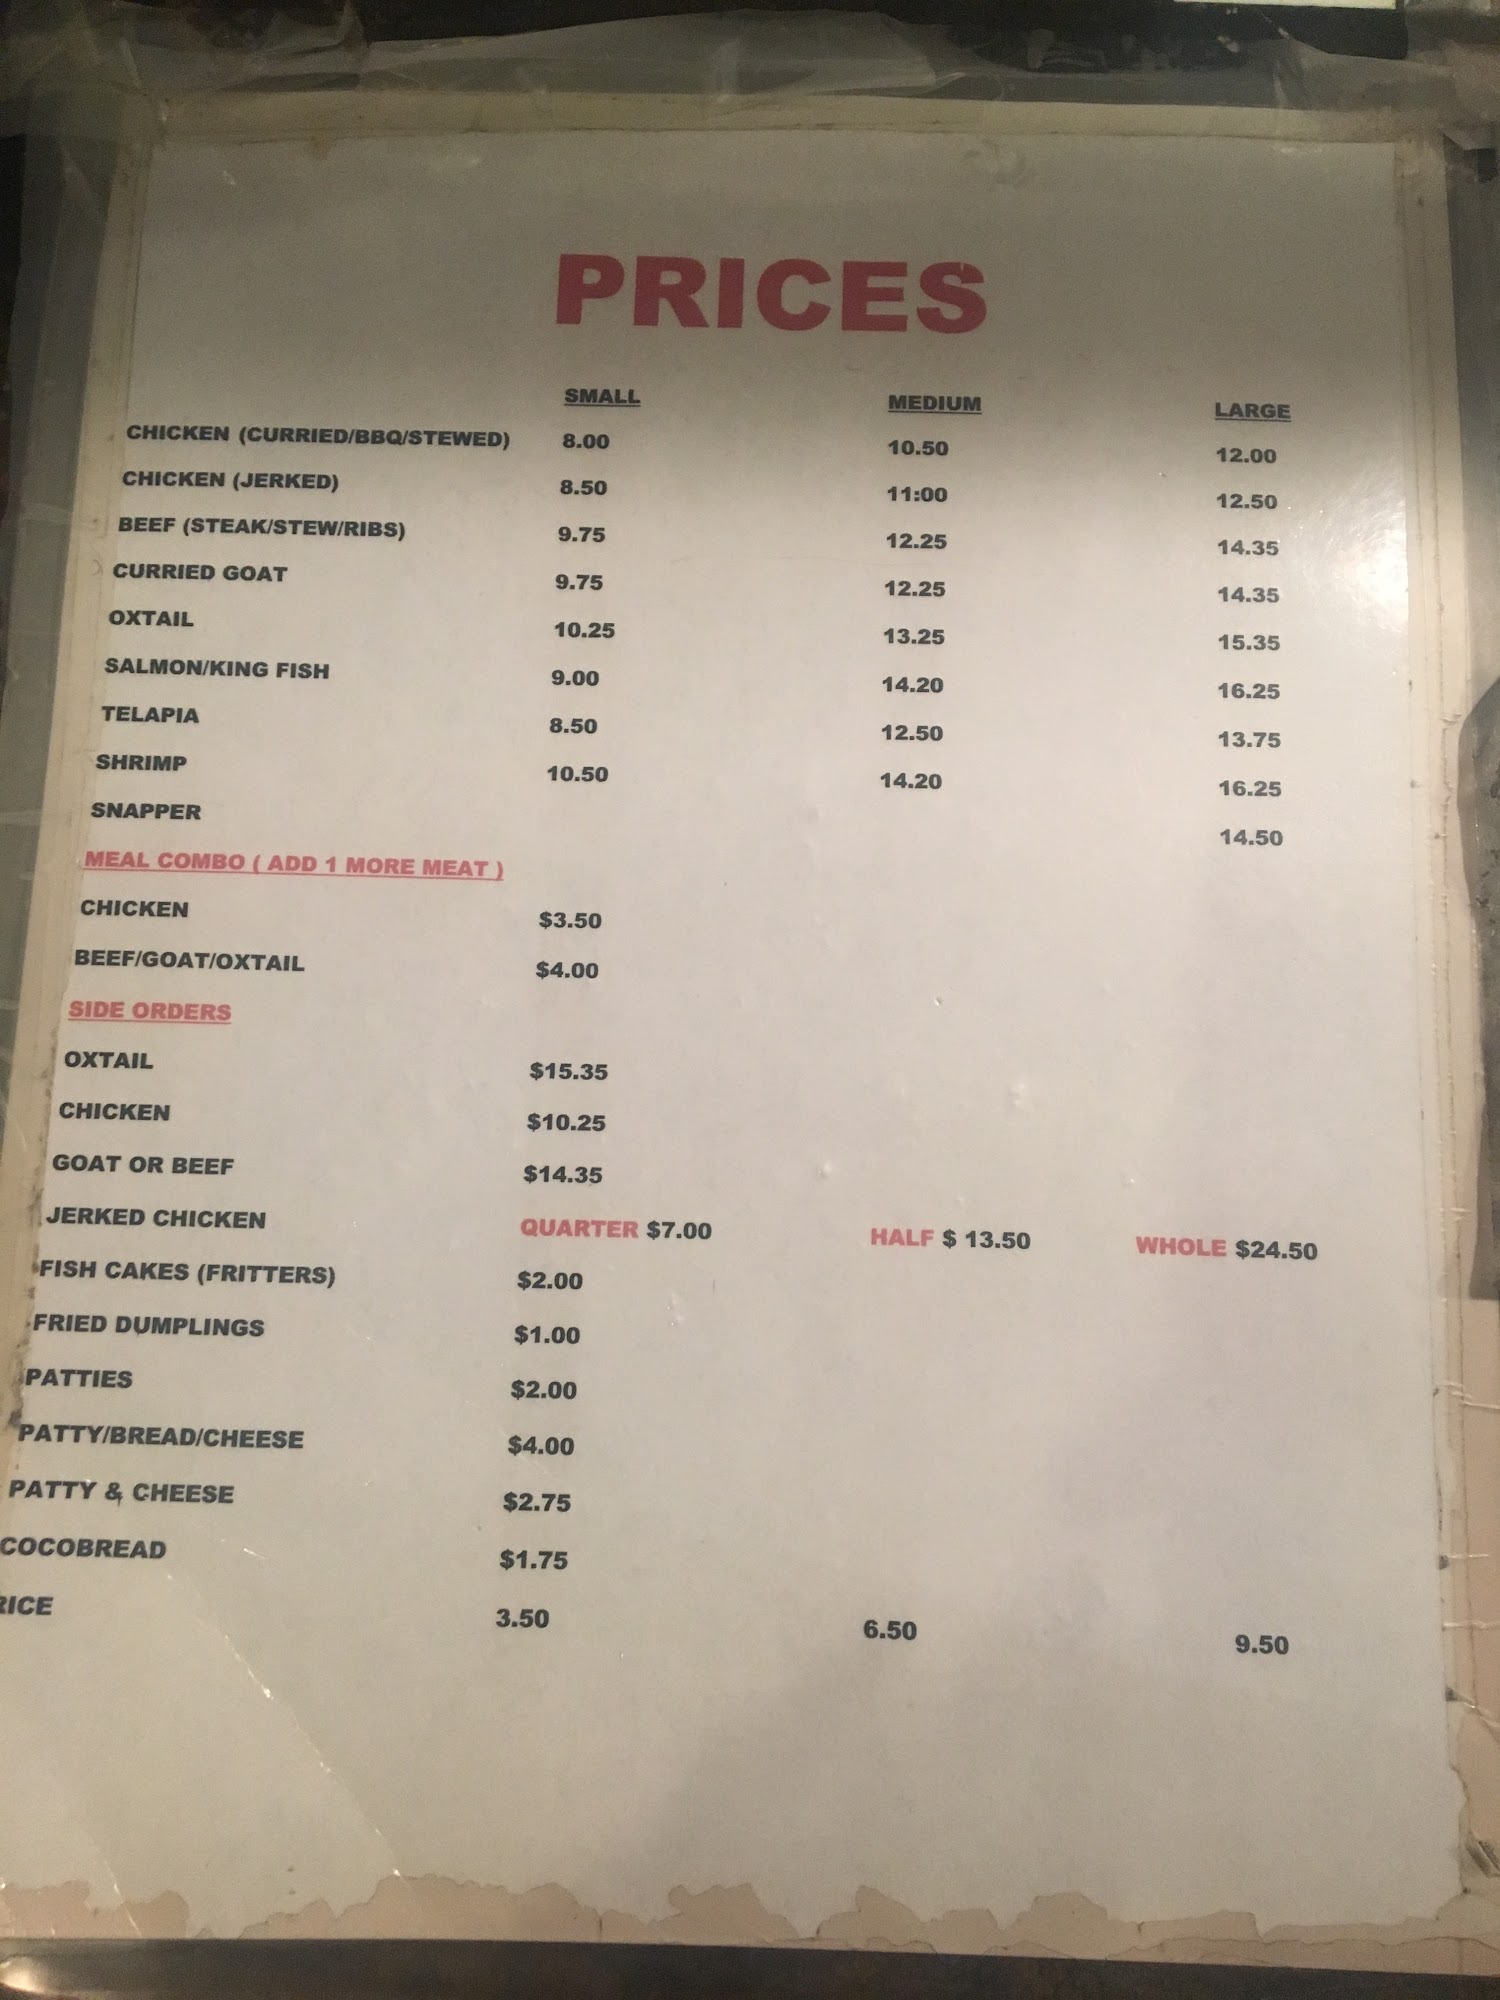 PRICES
SMALL MEDIUM LARGE
CHICKEN (CURRIED/BBQ/STEWED) 8.00 10.50 12.00
CHICKEN (JERKED) 8.50 11:00 12.50
BEEF (STEAK/STEW/RIBS) 9.75 12.25 14.35
CURRIED GOAT 9.75 12.25 14.35
OXTAIL 10.25 13.25 15.35
SALMON/KING FISH 9.00 14.20 16.25
TELAPIA 8.50 12.50 13.75
SHRIMP 10.50 14.20 16.25
SNAPPER 14.50
MEAL COMBO ( ADD 1 MORE MEAT )
CHICKEN $3.50
BEEF/GOAT/OXTAIL $4.00
SIDE ORDERS
OXTAIL $15.35
CHICKEN $10.25
GOAT OR BEEF $14.35
JERKED CHICKEN QUARTER $7.00 HALF $ 13.50 WHOLE $24.50
FISH CAKES (FRITTERS) $2.00
FRIED DUMPLINGS $1.00
PATTIES $2.00
PATTY/BREAD/CHEESE $4.00
PATTY & CHEESE $2.75
COCOBREAD $1.75
RICE 3.50 6.50 9.50